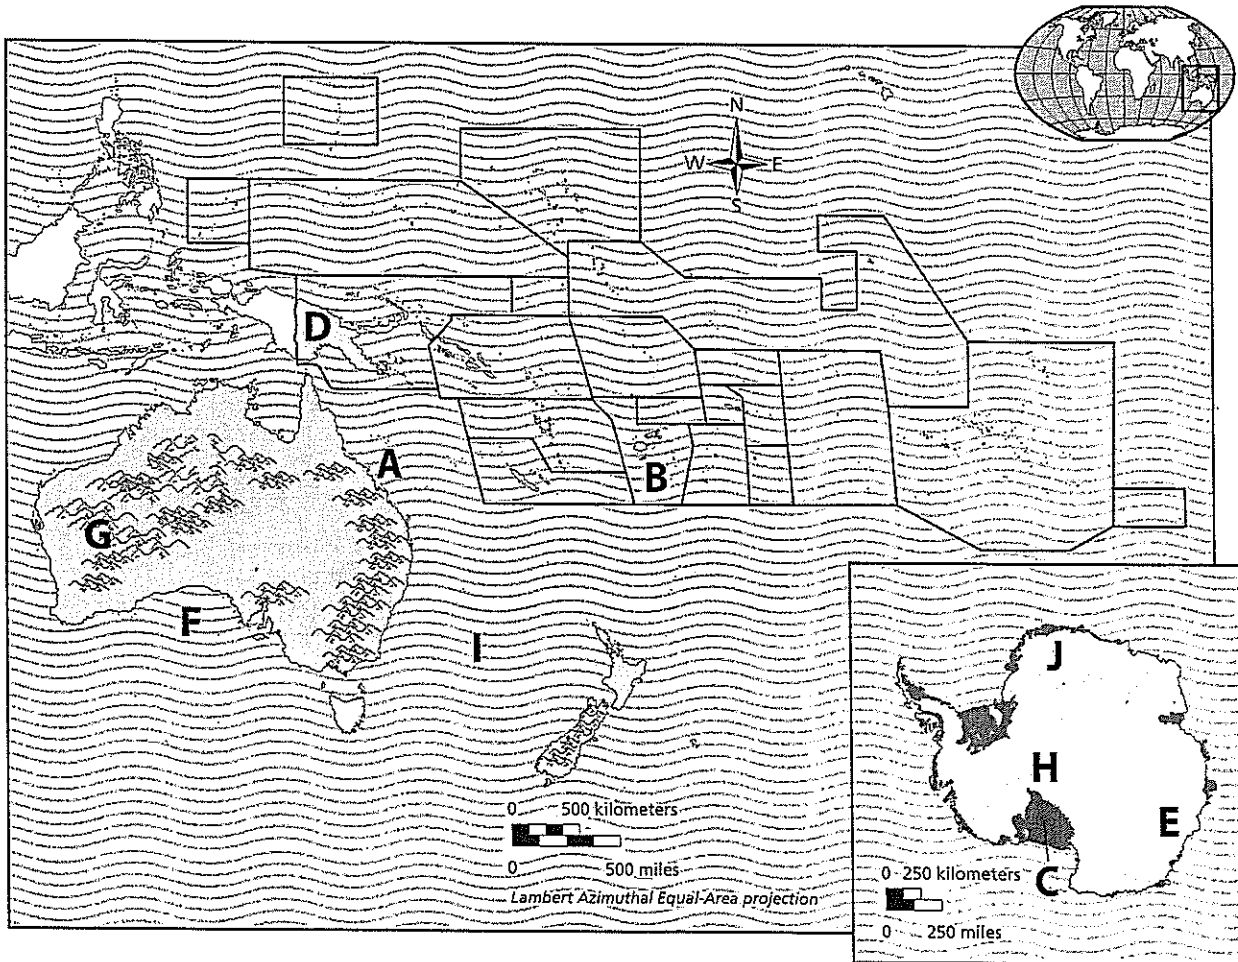 N
W E
S
D
A
B
G
F
I
J
H
E
C
0 500 kilometers
0 500 miles
Lambert Azimuthal Equal-Area projection
0 250 kilometers
0 250 miles